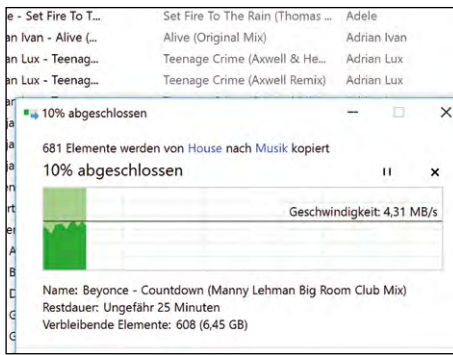 e - Set Fire To T... Set Fire To The Rain (Thomas ... Adele
an Ivan - Alive (... Alive (Original Mix) Adrian Ivan
an Lux - Teenag... Teenage Crime (Axwell & He... Adrian Lux
an Lux - Teenag... Teenage Crime (Axwell Remix) Adrian Lux
10% abgeschlossen
681 Elemente werden von House nach Musik kopiert
10% abgeschlossen
Geschwindigkeit: 4,31 MB/s
Name: Beyonce - Countdown (Manny Lehman Big Room Club Mix)
Restdauer: Ungefähr 25 Minuten
Verbleibende Elemente: 608 (6,45 GB)